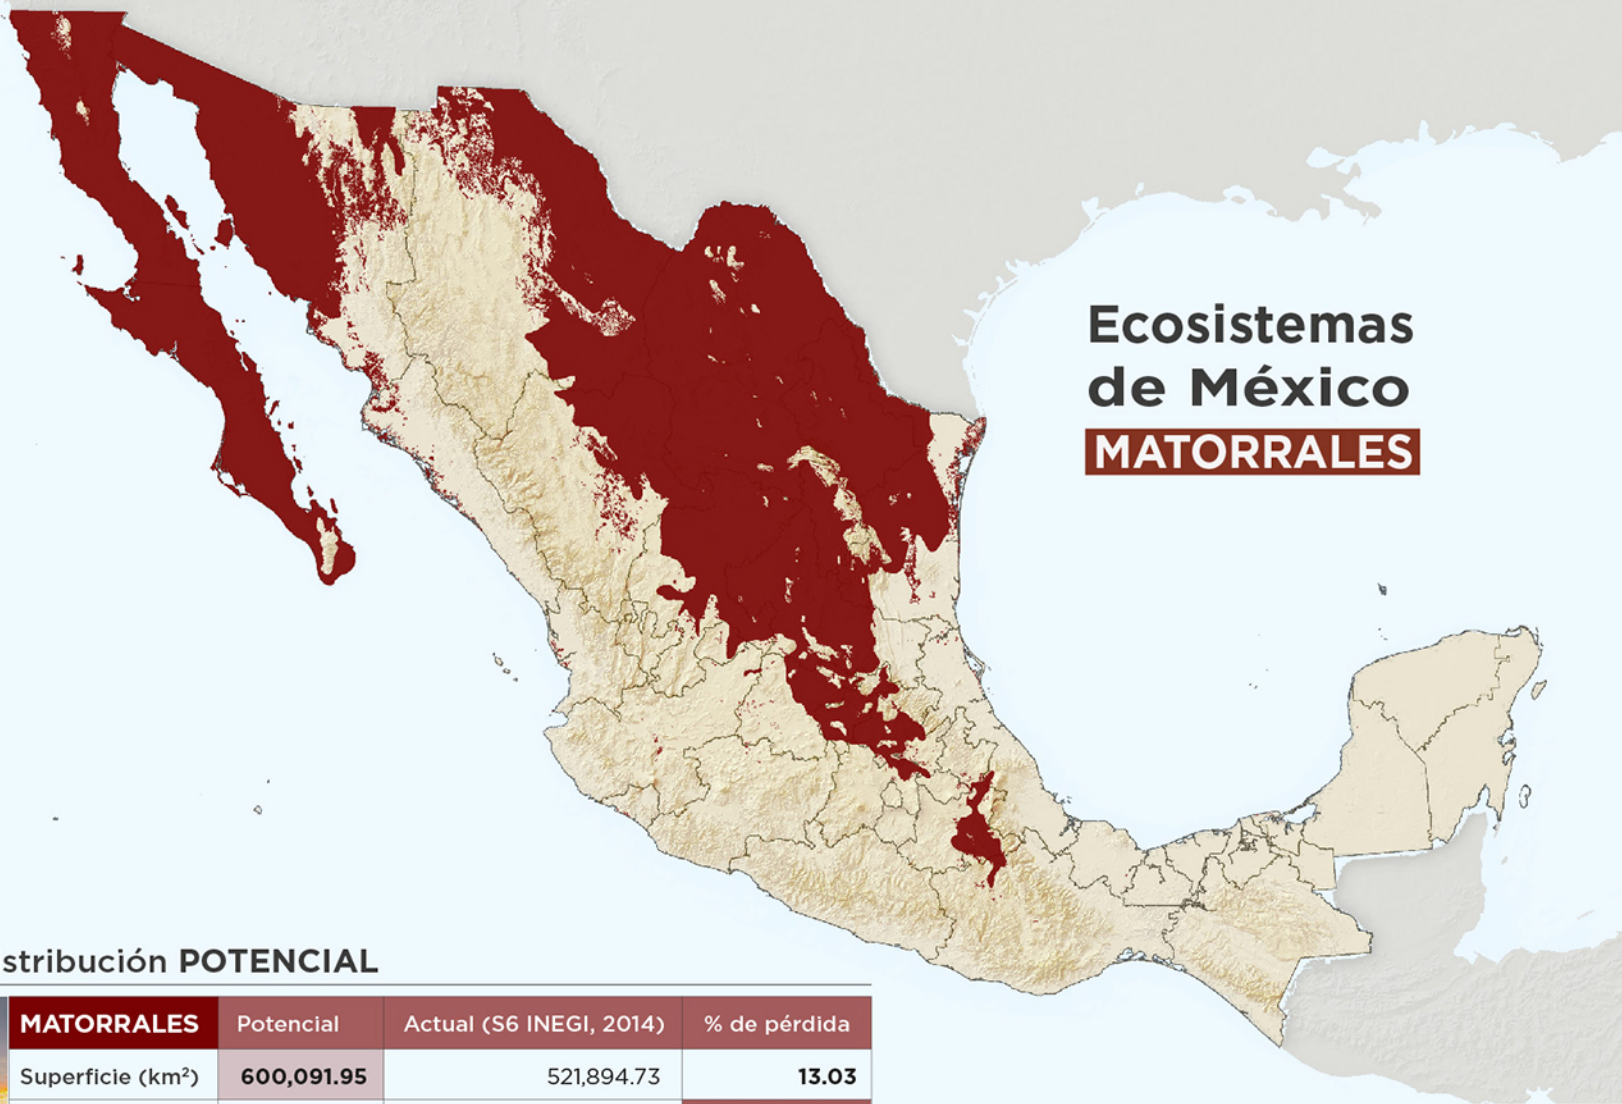 Ecosistemas
de México
MATORRALES
stribución POTENCIAL
MATORRALES Potencial Actual (S6 INEGI, 2014) % de pérdida
Superficie (km²) 600,091.95 521,894.73 13.03